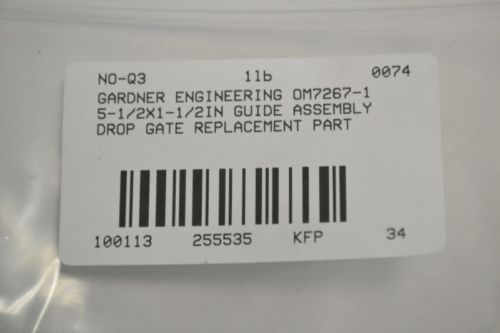 NO-Q3 1lb 0074
GARDNER ENGINEERING OM7267-1
5-1/2X1-1/2IN GUIDE ASSEMBLY
DROP GATE REPLACEMENT PART
100113 255535 KFP 34